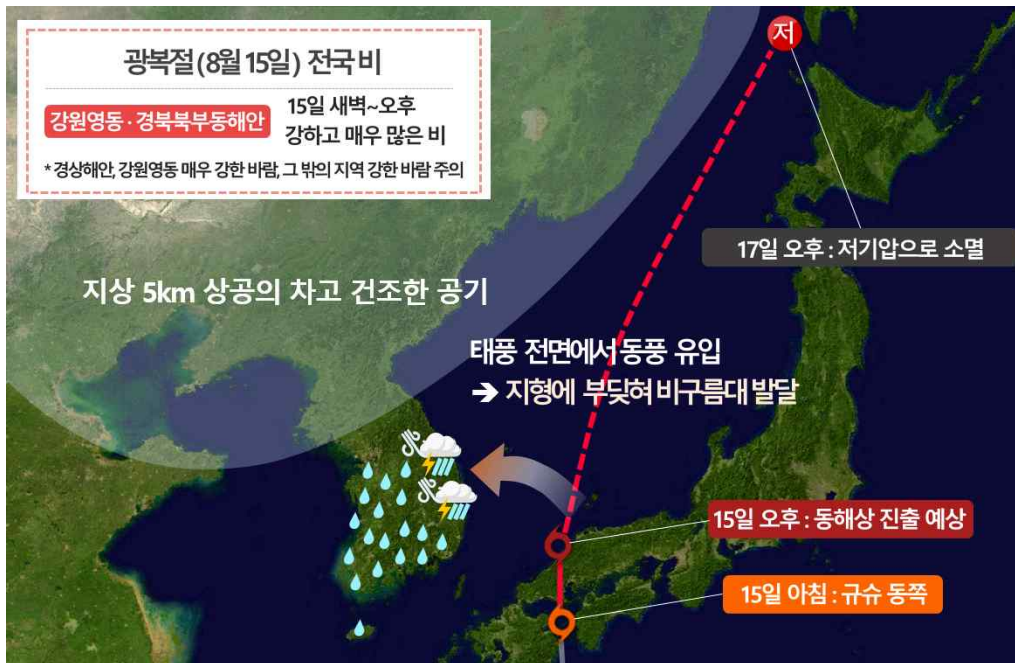 광복절(8월 15일) 전국 비
강원영동·경북북부동해안
15일 새벽~오후
강하고 매우 많은 비
* 경상해안, 강원영동 매우 강한 바람, 그 밖의 지역 강한 바람 주의
저
17일 오후 : 저기압으로 소멸
지상 5km 상공의 차고 건조한 공기
태풍 전면에서 동풍 유입
➔ 지형에 부딪혀 비구름대 발달
15일 오후 : 동해상 진출 예상
15일 아침 : 규슈 동쪽